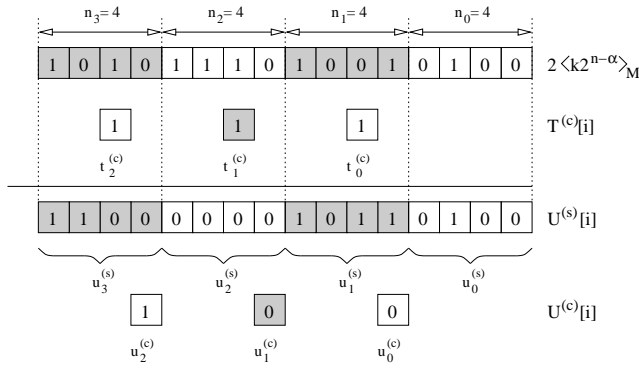 n₃=4 n₂=4 n₁=4 n₀=4
1 0 1 0 1 1 1 0 1 0 0 1 0 1 0 0 2 ⟨k2ⁿ⁻ᵅ⟩_M
1 1 1 T⁽ᶜ⁾[i]
t₂⁽ᶜ⁾ t₁⁽ᶜ⁾ t₀⁽ᶜ⁾
1 1 0 0 0 0 0 0 1 0 1 1 0 1 0 0 U⁽ˢ⁾[i]
u₃⁽ˢ⁾ u₂⁽ˢ⁾ u₁⁽ˢ⁾ u₀⁽ˢ⁾
1 0 0 U⁽ᶜ⁾[i]
u₂⁽ᶜ⁾ u₁⁽ᶜ⁾ u₀⁽ᶜ⁾